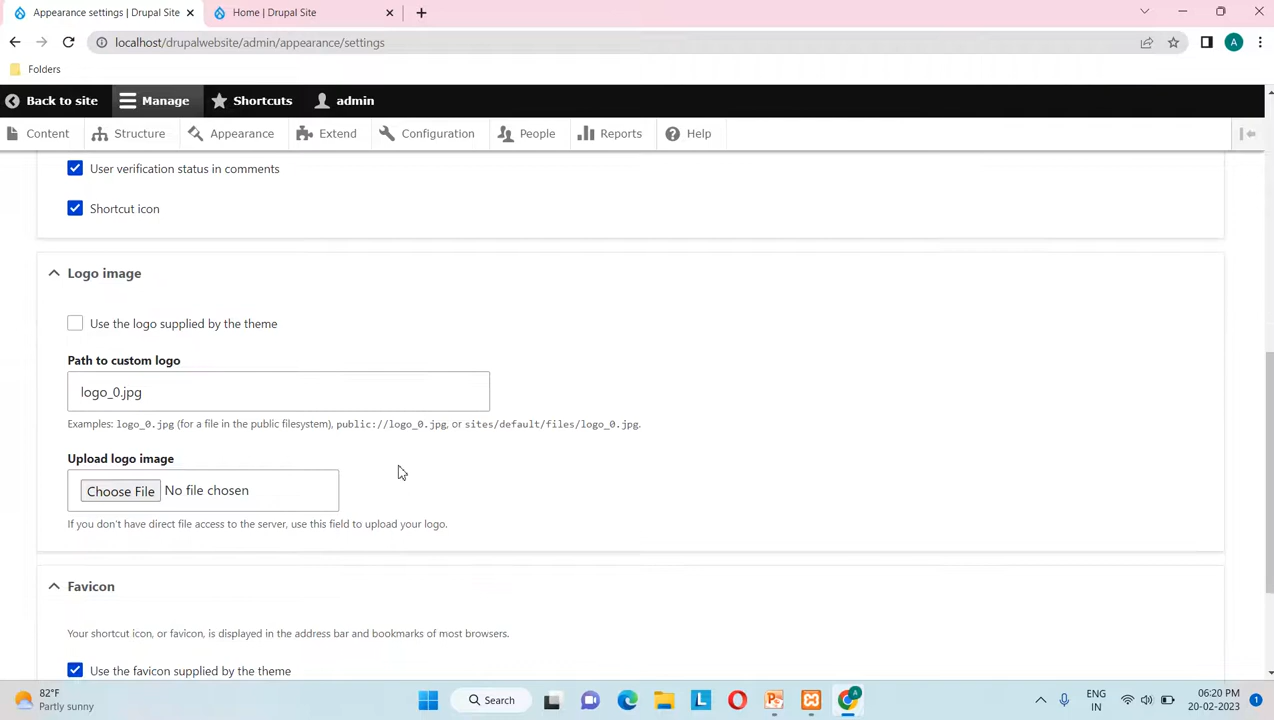 Appearance settings | Drupal Site
Home | Drupal Site
localhost/drupalwebsite/admin/appearance/settings
A
Folders
Back to site
Manage
Shortcuts
admin
Content
Structure
Appearance
Extend
Configuration
People
Reports
Help
User verification status in comments
Shortcut icon
Logo image
Use the logo supplied by the theme
Path to custom logo
logo_0.jpg
Examples: logo_0.jpg (for a file in the public filesystem), public://logo_0.jpg, or sites/default/files/logo_0.jpg.
Upload logo image
Choose File No file chosen
If you don't have direct file access to the server, use this field to upload your logo.
Favicon
Your shortcut icon, or favicon, is displayed in the address bar and bookmarks of most browsers.
Use the favicon supplied by the theme
82°F
Partly sunny
Search
L
A
ENG
IN
06:20 PM
20-02-2023
1